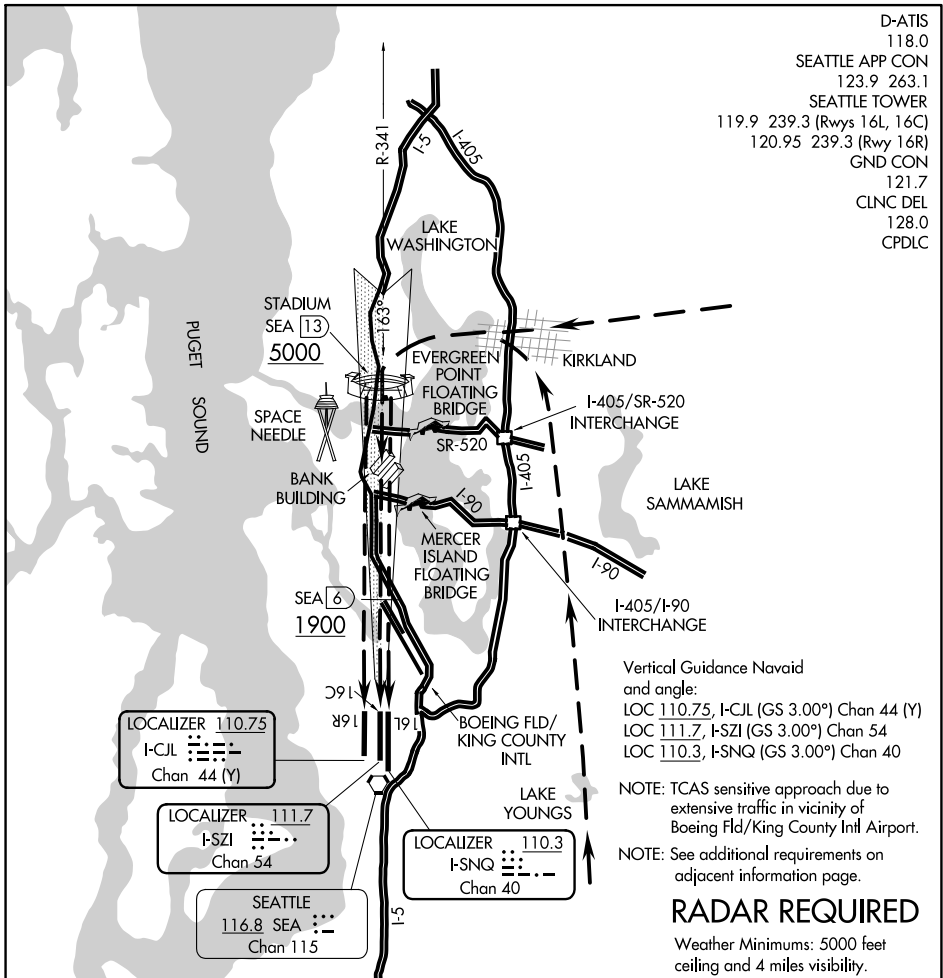 D-ATIS
118.0
SEATTLE APP CON
123.9 263.1
SEATTLE TOWER
119.9 239.3 (Rwys 16L, 16C)
120.95 239.3 (Rwy 16R)
GND CON
121.7
CLNC DEL
128.0
CPDLC
R-341
I-5
I-405
LAKE
WASHINGTON
STADIUM
SEA 13
5000
163°
PUGET
SOUND
SPACE
NEEDLE
EVERGREEN
POINT
FLOATING
BRIDGE
KIRKLAND
I-405/SR-520
INTERCHANGE
SR-520
I-405
BANK
BUILDING
I-90
LAKE
SAMMAMISH
MERCER
ISLAND
FLOATING
BRIDGE
I-90
SEA 6
1900
I-405/I-90
INTERCHANGE
16C
16R
16L
BOEING FLD/
KING COUNTY
INTL
Vertical Guidance Navaid
and angle:
LOC 110.75, I-CJL (GS 3.00°) Chan 44 (Y)
LOC 111.7, I-SZI (GS 3.00°) Chan 54
LOC 110.3, I-SNQ (GS 3.00°) Chan 40
LOCALIZER 110.75
I-CJL
Chan 44 (Y)
LOCALIZER 111.7
I-SZI
Chan 54
LAKE
YOUNGS
LOCALIZER 110.3
I-SNQ
Chan 40
NOTE: TCAS sensitive approach due to
extensive traffic in vicinity of
Boeing Fld/King County Intl Airport.
NOTE: See additional requirements on
adjacent information page.
SEATTLE
116.8 SEA
Chan 115
I-5
RADAR REQUIRED
Weather Minimums: 5000 feet
ceiling and 4 miles visibility.